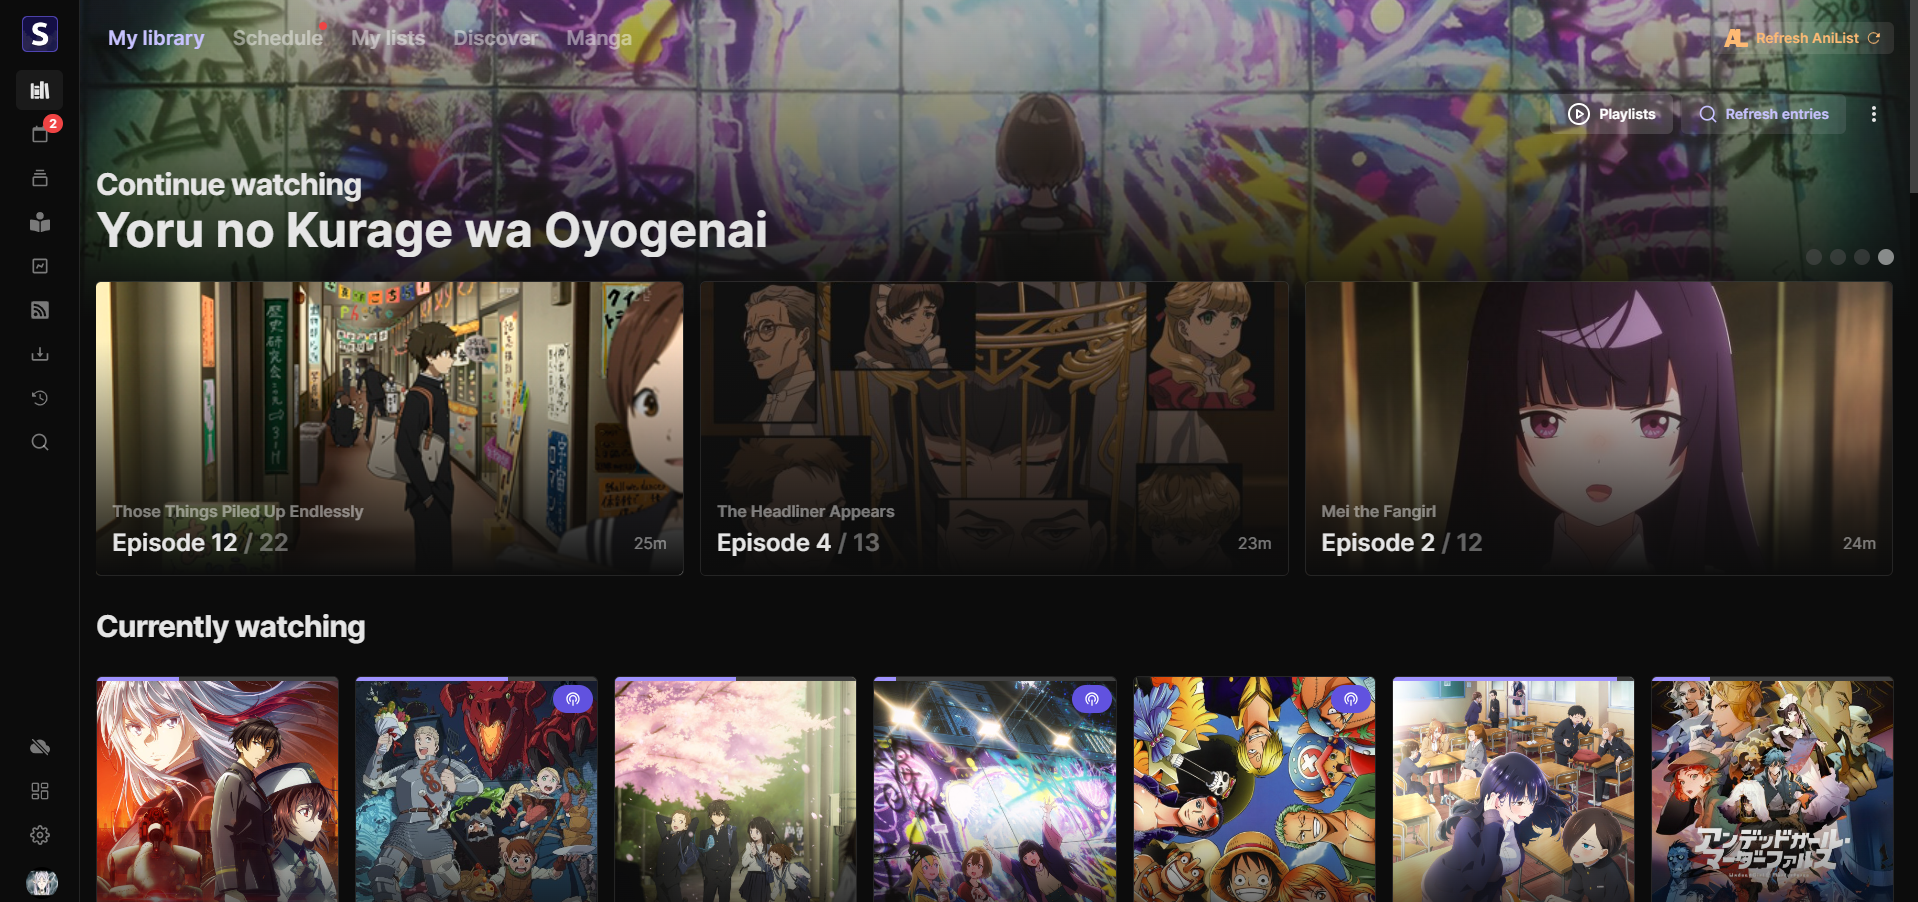 S
My library
Schedule
My lists
Discover
Manga
AL Refresh AniList
2
Playlists
Refresh entries
Continue watching
Yoru no Kurage wa Oyogenai
Those Things Piled Up Endlessly
Episode 12 / 22
25m
The Headliner Appears
Episode 4 / 13
23m
Mei the Fangirl
Episode 2 / 12
24m
Currently watching
アンデッドガール・
マーダーファルス